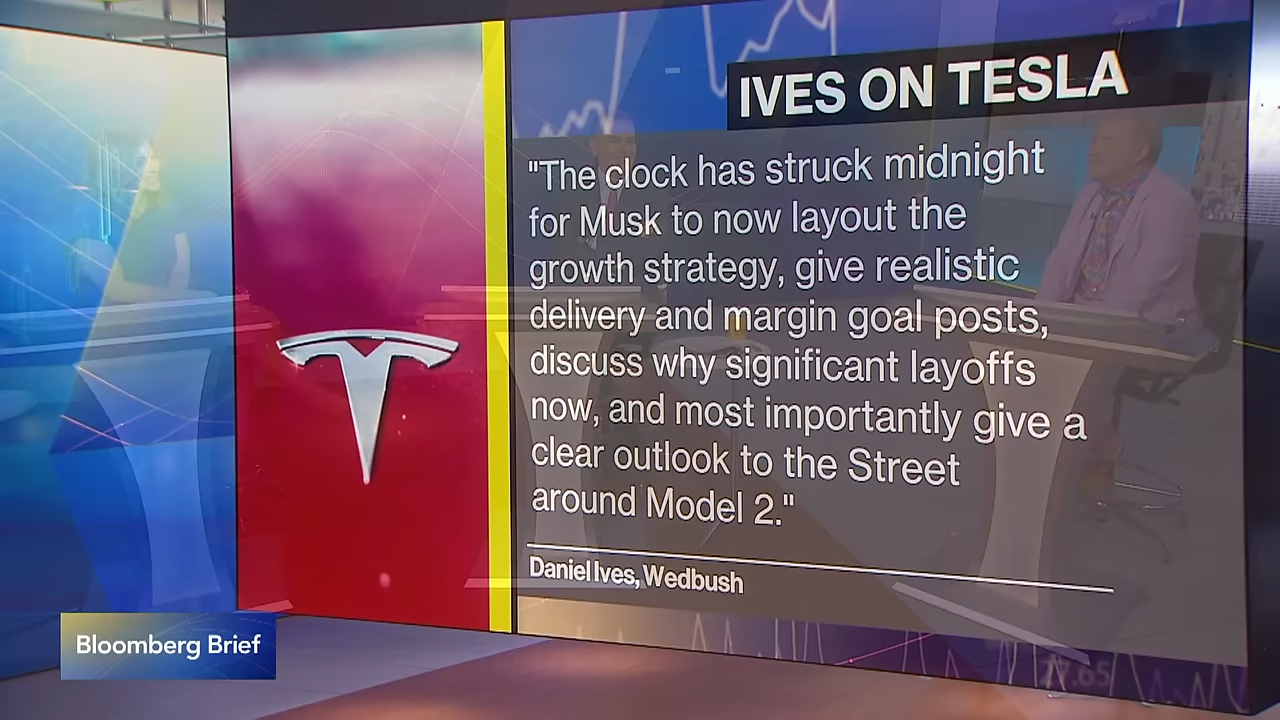 IVES ON TESLA
"The clock has struck midnight
for Musk to now layout the
growth strategy, give realistic
delivery and margin goal posts,
discuss why significant layoffs
now, and most importantly give a
clear outlook to the Street
around Model 2."
Daniel Ives, Wedbush
Bloomberg Brief
27.65